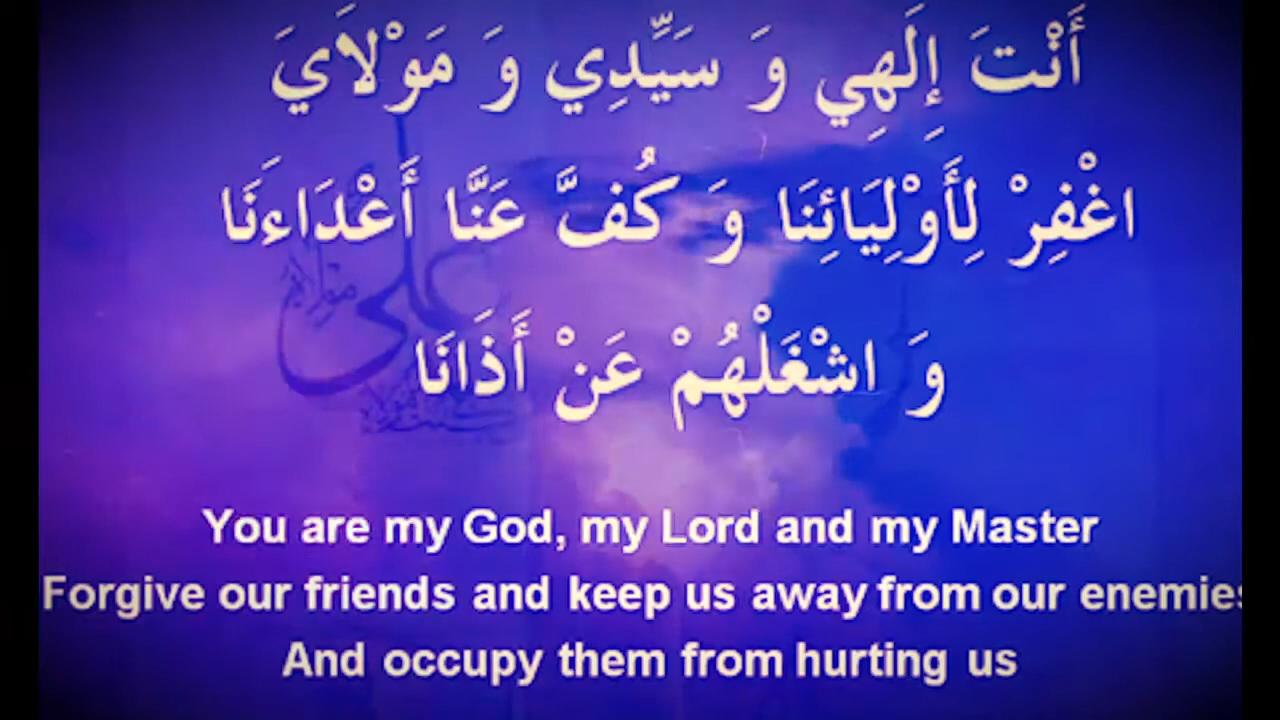 أَنْتَ إِلَهِي وَ سَيِّدِي وَ مَوْلَايَ
اغْفِرْ لِأَوْلِيَائِنَا وَ كُفَّ عَنَّا أَعْدَاءَنَا
وَ اشْغَلْهُمْ عَنْ أَذَانَا
علي
You are my God, my Lord and my Master
Forgive our friends and keep us away from our enemies
And occupy them from hurting us